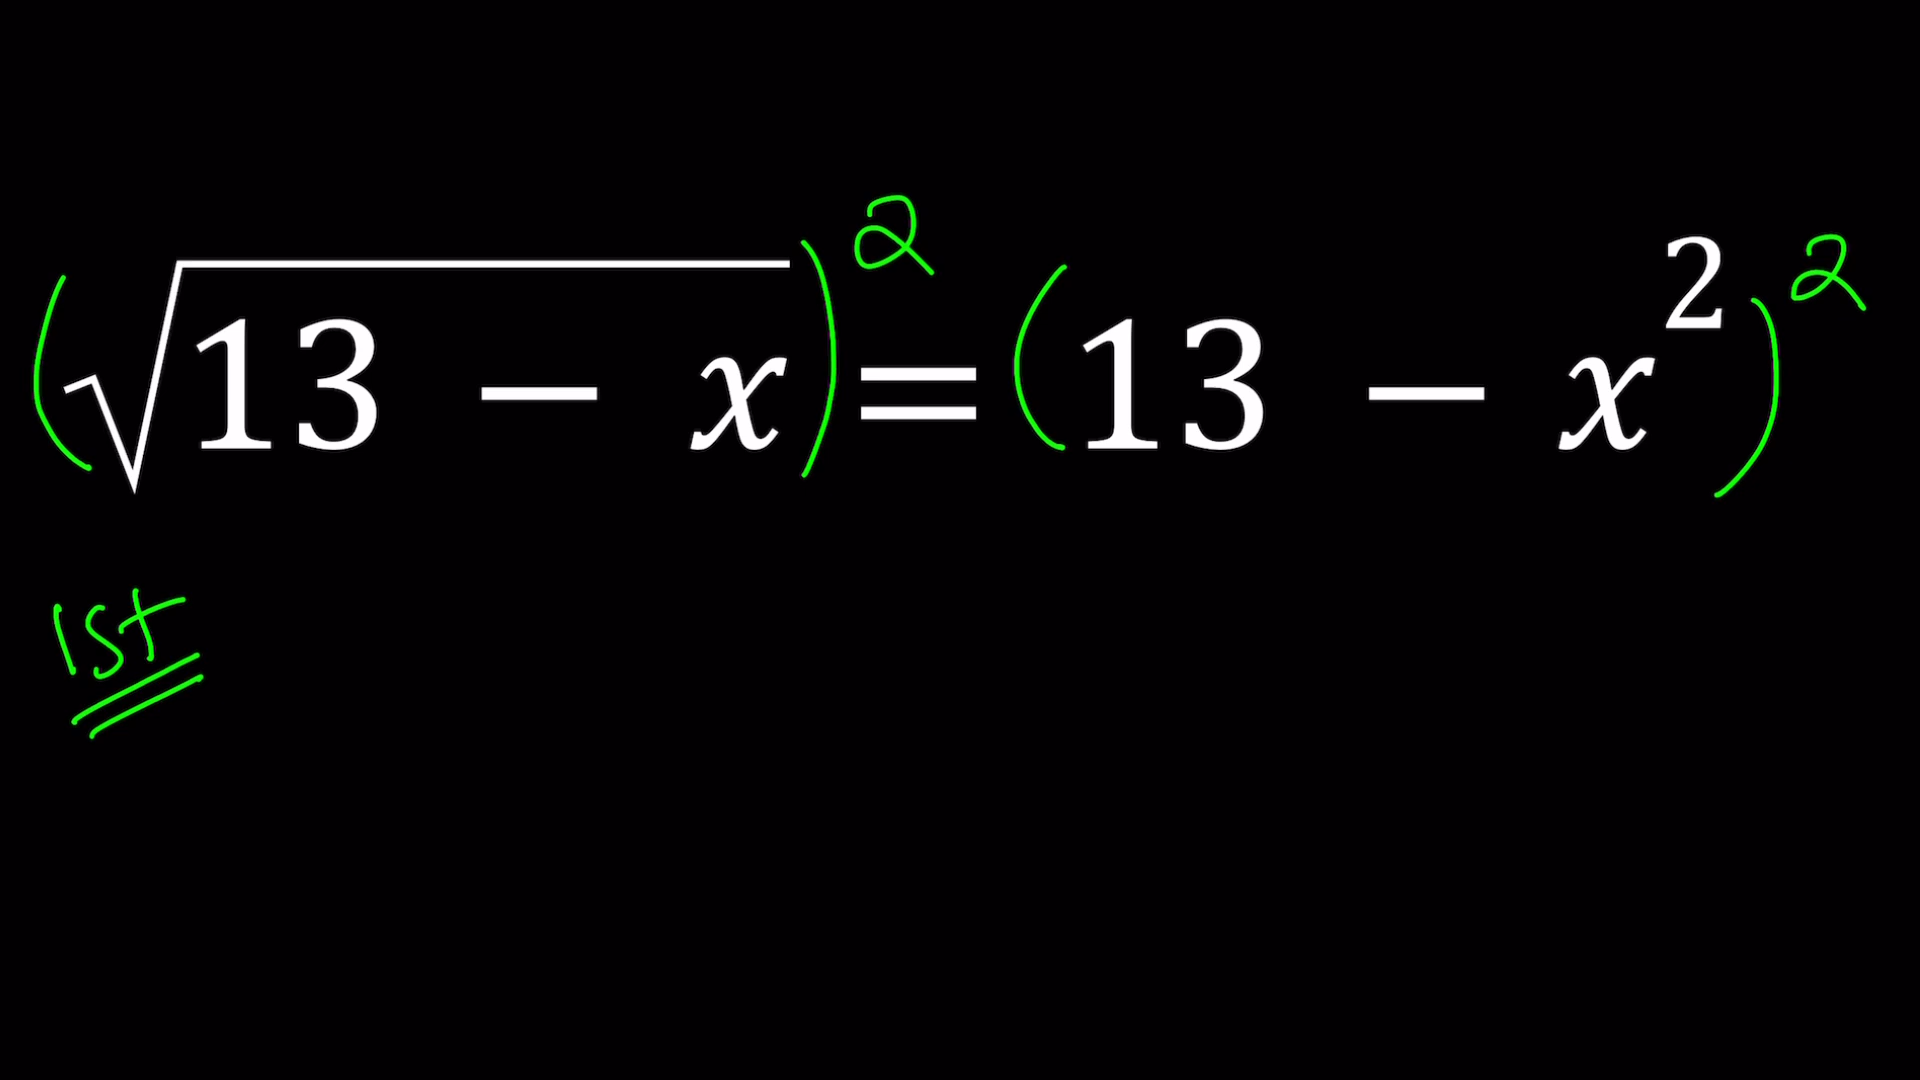 (√13 − x)² = (13 − x²)²
1st